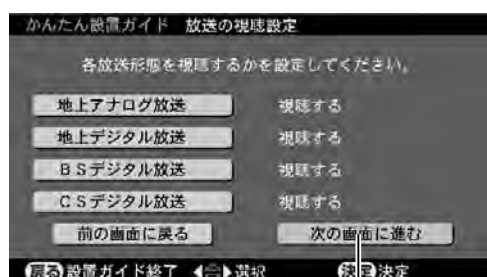 かんたん設置ガイド 放送の視聴設定
各放送形態を視聴するかを設定してください。
地上アナログ放送 視聴する
地上デジタル放送 視聴する
BSデジタル放送 視聴する
CSデジタル放送 視聴する
前の画面に戻る 次の画面に進む
戻る 設置ガイド終了 選択 決定 決定